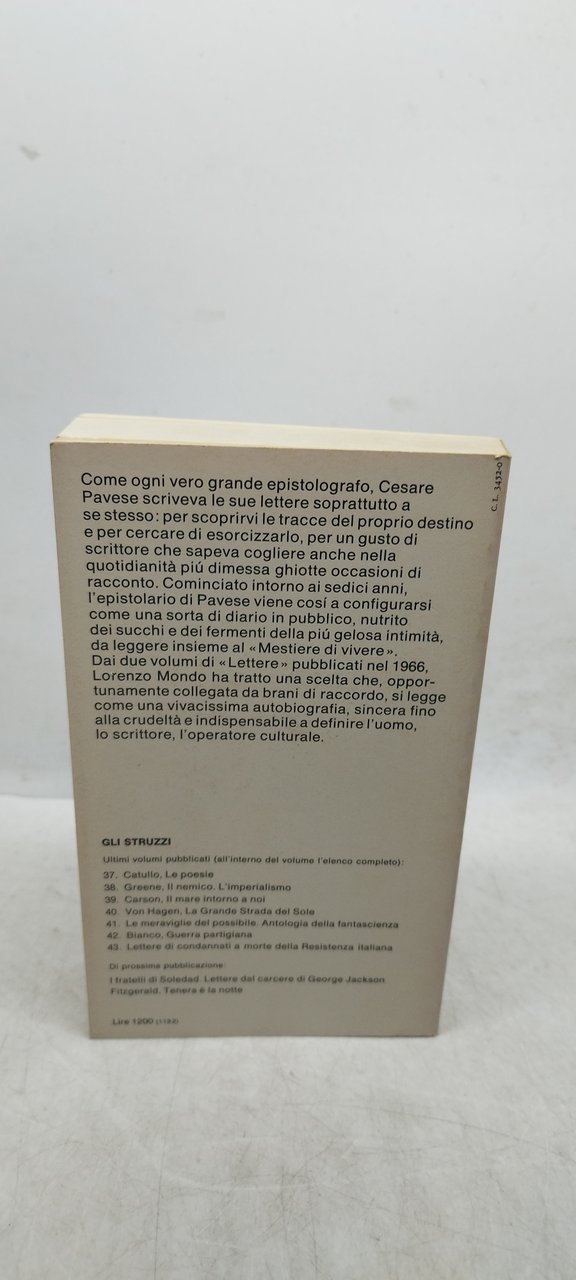 Come ogni vero grande epistolografo, Cesare
Pavese scriveva le sue lettere soprattutto a
se stesso: per scoprirvi le tracce del proprio destino
e per cercare di esorcizzarlo, per un gusto di
scrittore che sapeva cogliere anche nella
quotidianità piú dimessa ghiotte occasioni di
racconto. Cominciato intorno ai sedici anni,
l'epistolario di Pavese viene cosí a configurarsi
come una sorta di diario in pubblico, nutrito
dei succhi e dei fermenti della piú gelosa intimità,
da leggere insieme al «Mestiere di vivere».
Dai due volumi di «Lettere» pubblicati nel 1966,
Lorenzo Mondo ha tratto una scelta che, oppor-
tunamente collegata da brani di raccordo, si legge
come una vivacissima autobiografia, sincera fino
alla crudeltà e indispensabile a definire l'uomo,
lo scrittore, l'operatore culturale.
C. L. 3432-0
GLI STRUZZI
Ultimi volumi pubblicati (all'interno del volume l'elenco completo):
37. Catullo, Le poesie
38. Greene, Il nemico. L'imperialismo
39. Carson, Il mare intorno a noi
40. Von Hagen, La Grande Strada del Sole
41. Le meraviglie del possibile. Antologia della fantascienza
42. Bianco, Guerra partigiana
43. Lettere di condannati a morte della Resistenza italiana
Di prossima pubblicazione:
I fratelli di Soledad. Lettere dal carcere di George Jackson
Fitzgerald, Tenera è la notte
Lire 1200 (1132)